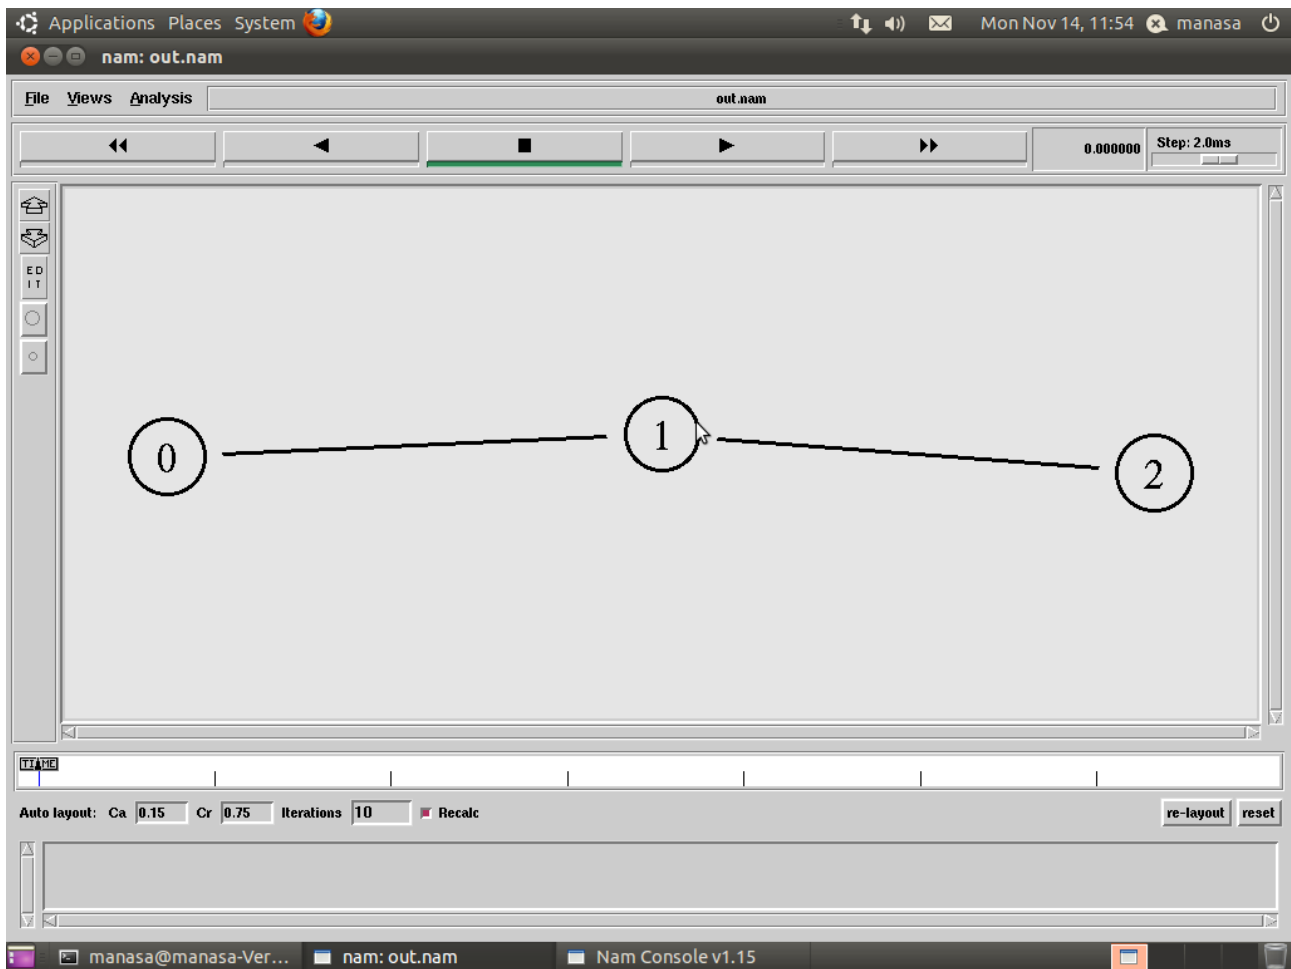 Applications Places System Mon Nov 14, 11:54 manasa
nam: out.nam
File Views Analysis out.nam
0.000000 Step: 2.0ms
E D
I T
0 1 2
TIME
Auto layout: Ca 0.15 Cr 0.75 Iterations 10 Recalc re-layout reset
manasa@manasa-Ver... nam: out.nam Nam Console v1.15